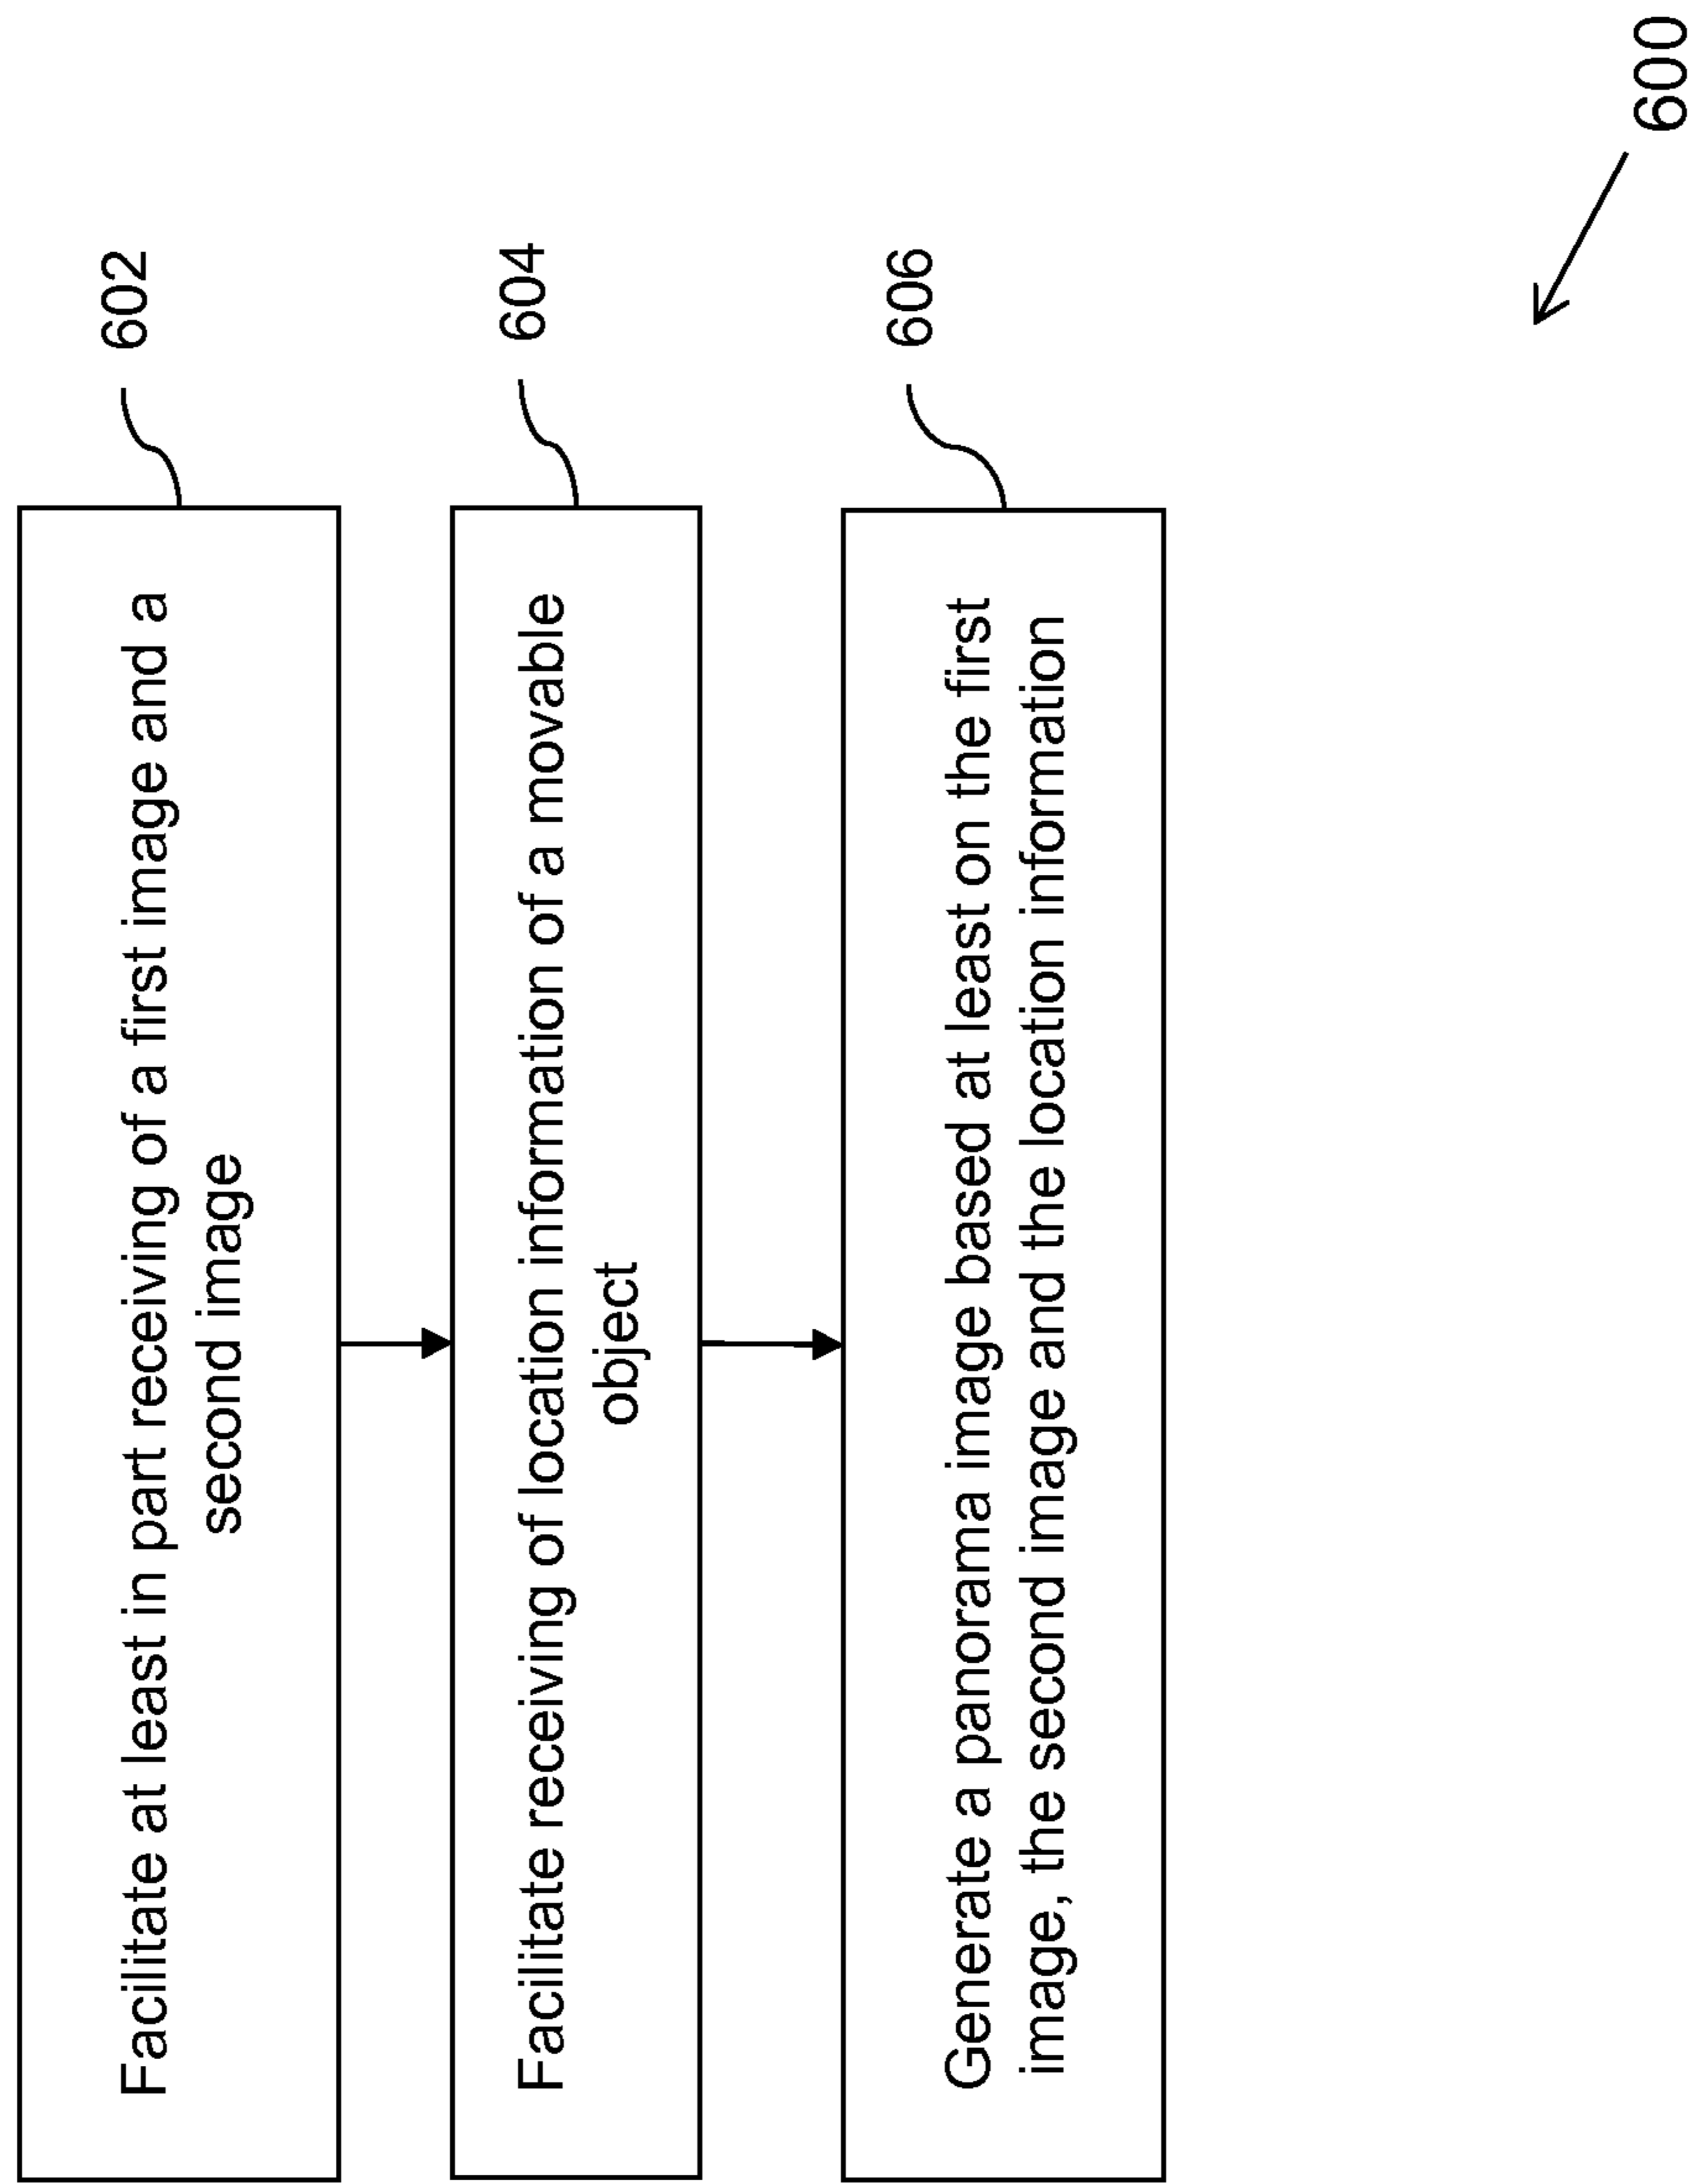 Facilitate at least in part receiving of a first image and a
second image
602
Facilitate receiving of location information of a movable
object
604
Generate a panorama image based at least on the first
image, the second image and the location information
606
600